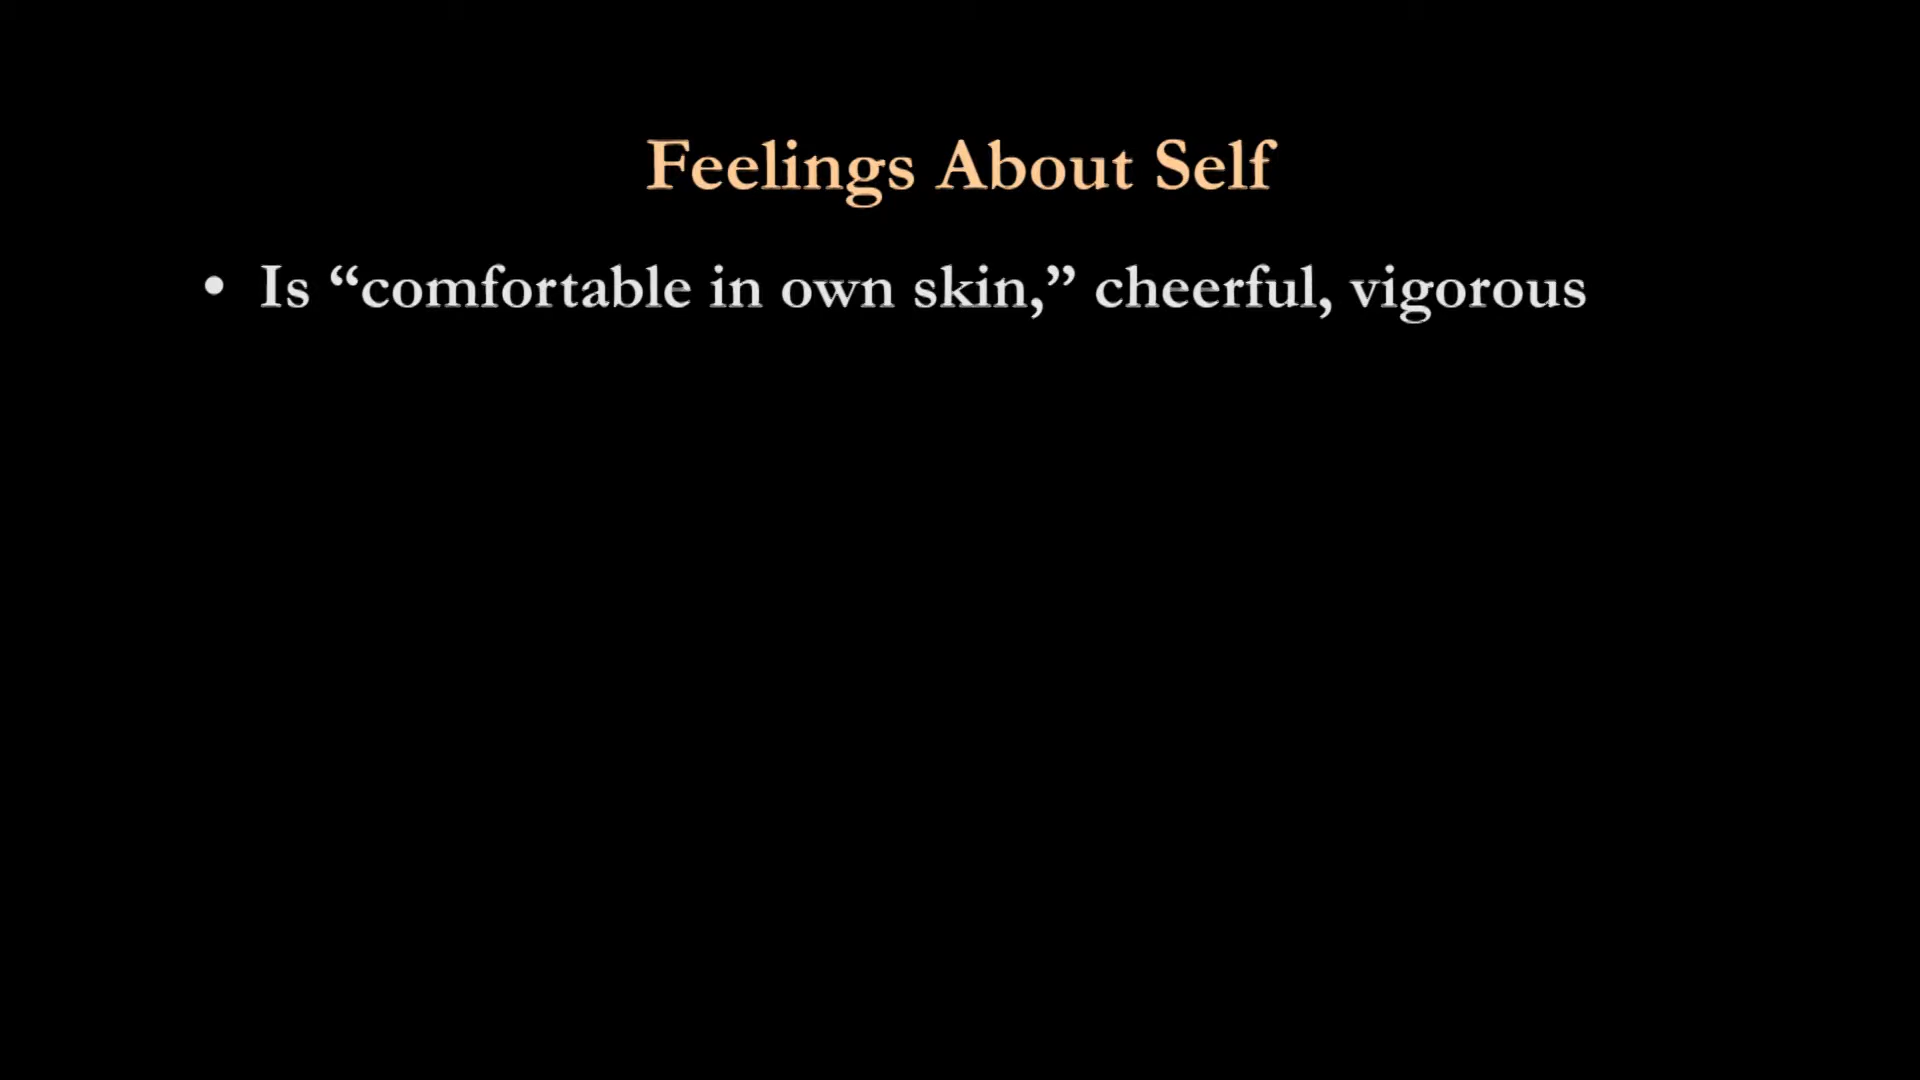 Feelings About Self
• Is “comfortable in own skin,” cheerful, vigorous